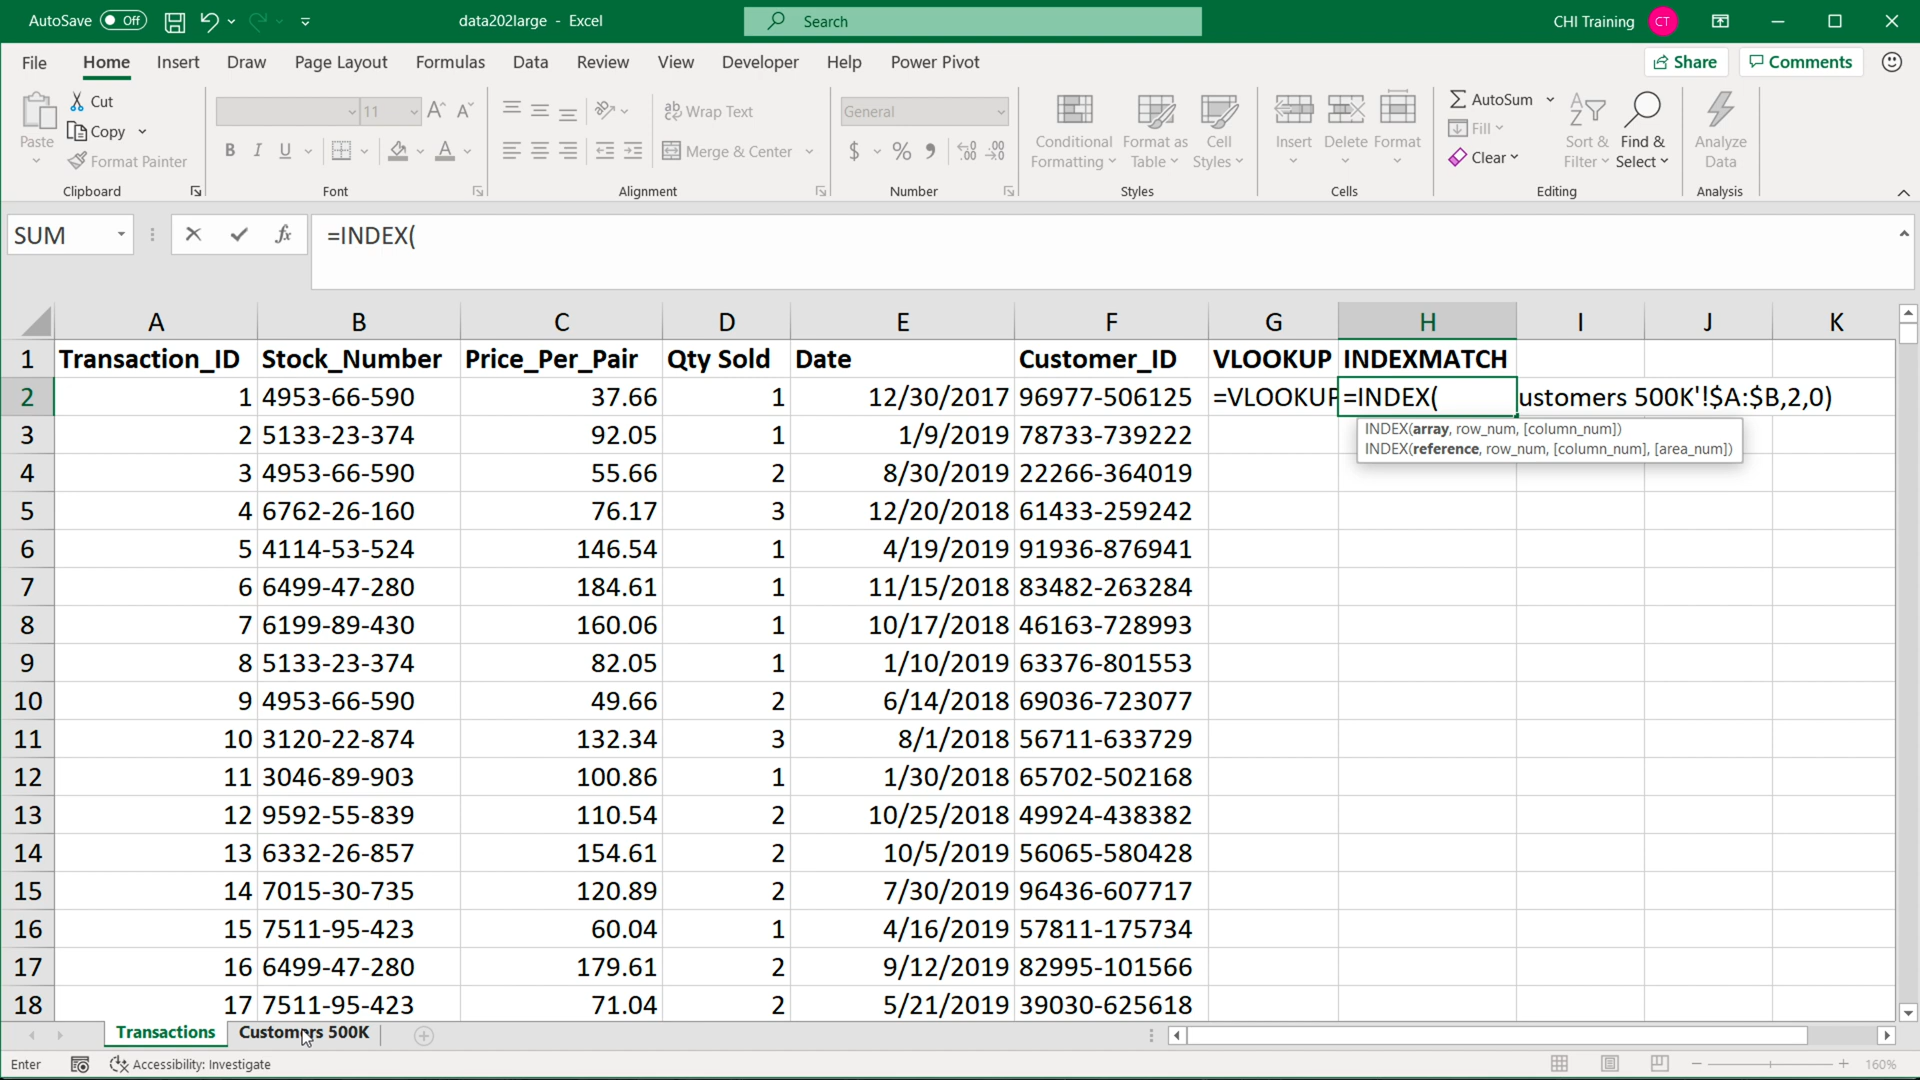 AutoSave Off data202large - Excel Search CHI Training CT
File Home Insert Draw Page Layout Formulas Data Review View Developer Help Power Pivot Share Comments
Paste Cut Copy Format Painter
Clipboard
11 A A
B I U A
Font
ab Wrap Text
Merge & Center
Alignment
General
$ % 9
Number
Conditional Formatting Format as Table Cell Styles
Styles
Insert Delete Format
Cells
AutoSum
Fill
Clear
Sort & Filter Find & Select
Editing
Analyze Data
Analysis
SUM fx =INDEX(
A B C D E F G H I J K
1 Transaction_ID Stock_Number Price_Per_Pair Qty Sold Date Customer_ID VLOOKUP INDEXMATCH
2 1 4953-66-590 37.66 1 12/30/2017 96977-506125 =VLOOKUP =INDEX( ustomers 500K'!$A:$B,2,0)
INDEX(array, row_num, [column_num])
INDEX(reference, row_num, [column_num], [area_num])
3 2 5133-23-374 92.05 1 1/9/2019 78733-739222
4 3 4953-66-590 55.66 2 8/30/2019 22266-364019
5 4 6762-26-160 76.17 3 12/20/2018 61433-259242
6 5 4114-53-524 146.54 1 4/19/2019 91936-876941
7 6 6499-47-280 184.61 1 11/15/2018 83482-263284
8 7 6199-89-430 160.06 1 10/17/2018 46163-728993
9 8 5133-23-374 82.05 1 1/10/2019 63376-801553
10 9 4953-66-590 49.66 2 6/14/2018 69036-723077
11 10 3120-22-874 132.34 3 8/1/2018 56711-633729
12 11 3046-89-903 100.86 1 1/30/2018 65702-502168
13 12 9592-55-839 110.54 2 10/25/2018 49924-438382
14 13 6332-26-857 154.61 2 10/5/2019 56065-580428
15 14 7015-30-735 120.89 2 7/30/2019 96436-607717
16 15 7511-95-423 60.04 1 4/16/2019 57811-175734
17 16 6499-47-280 179.61 2 9/12/2019 82995-101566
18 17 7511-95-423 71.04 2 5/21/2019 39030-625618
Transactions Customers 500K
Enter Accessibility: Investigate 160%